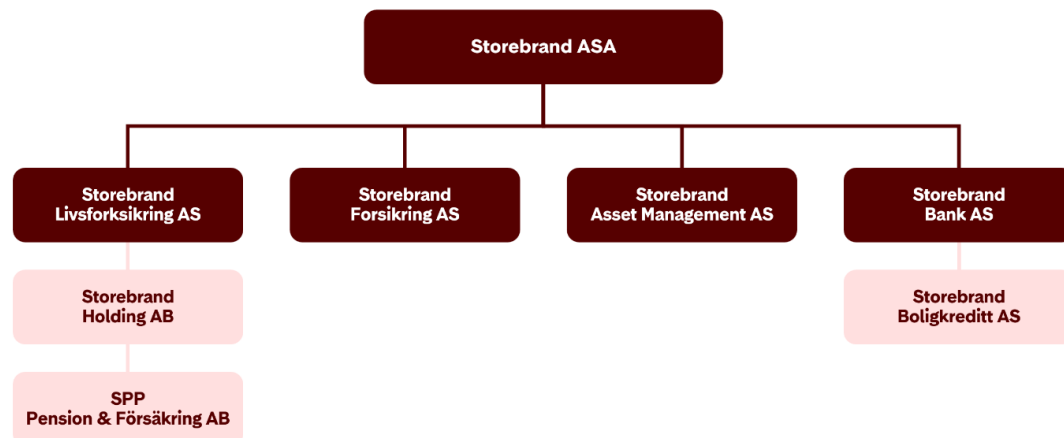 Storebrand ASA
Storebrand
Livsforksikring AS
Storebrand
Forsikring AS
Storebrand
Asset Management AS
Storebrand
Bank AS
Storebrand
Holding AB
Storebrand
Boligkreditt AS
SPP
Pension & Försäkring AB